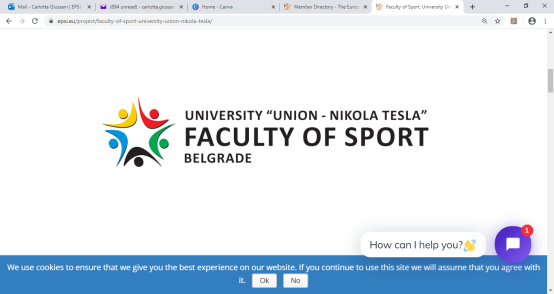 Mail - Carlotta Giussani | EPSI
(894 unread) - carlottagiussan
Home - Canva
Member Directory - The Europ
Faculty of Sport, University Un
epsi.eu/project/faculty-of-sport-university-union-nikola-tesla/
UNIVERSITY “UNION - NIKOLA TESLA”
FACULTY OF SPORT
BELGRADE
How can I help you?👋
1
We use cookies to ensure that we give you the best experience on our website. If you continue to use this site we will assume that you agree with
it. Ok No